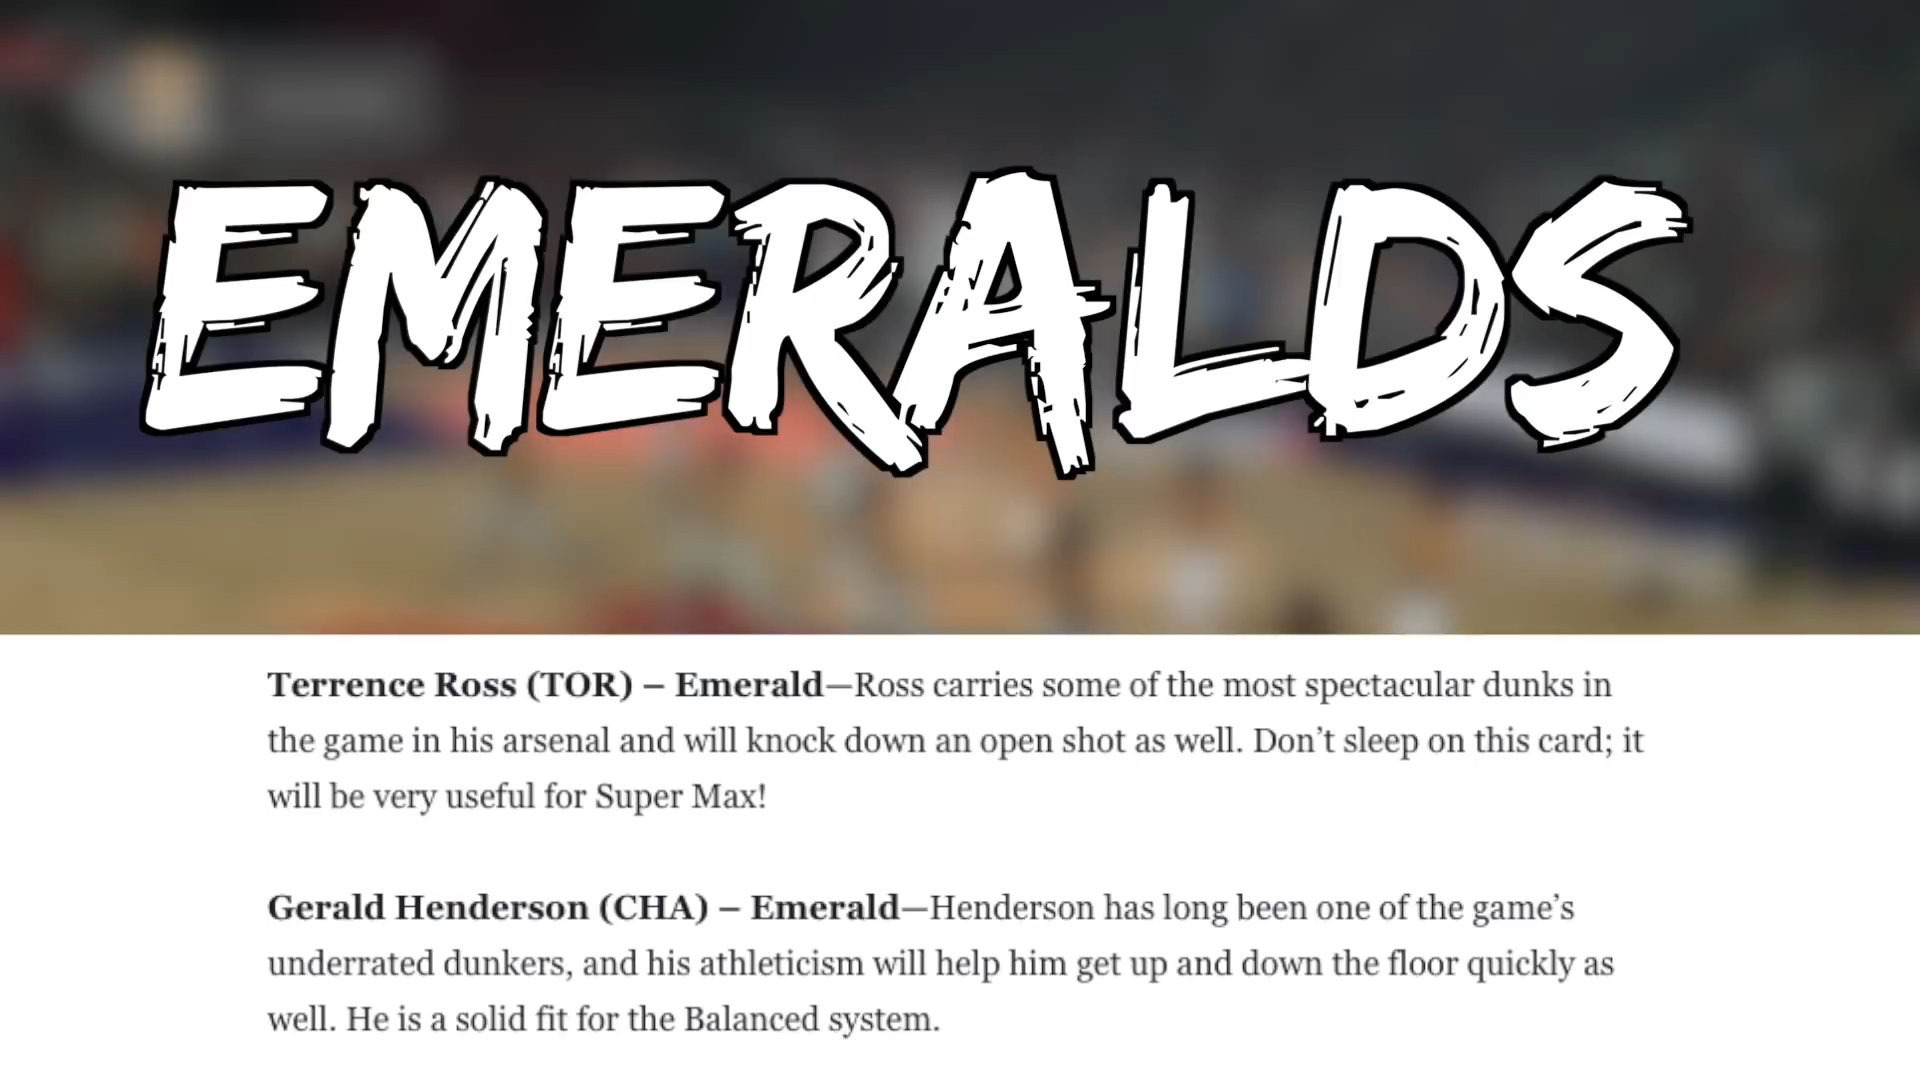 EMERALDS
Terrence Ross (TOR) – Emerald—Ross carries some of the most spectacular dunks in
the game in his arsenal and will knock down an open shot as well. Don’t sleep on this card; it
will be very useful for Super Max!
Gerald Henderson (CHA) – Emerald—Henderson has long been one of the game’s
underrated dunkers, and his athleticism will help him get up and down the floor quickly as
well. He is a solid fit for the Balanced system.